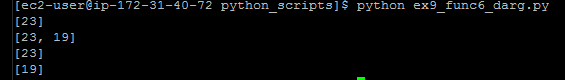 [ec2-user@ip-172-31-40-72 python_scripts]$ python ex9_func6_darg.py
[23]
[23, 19]
[23]
[19]